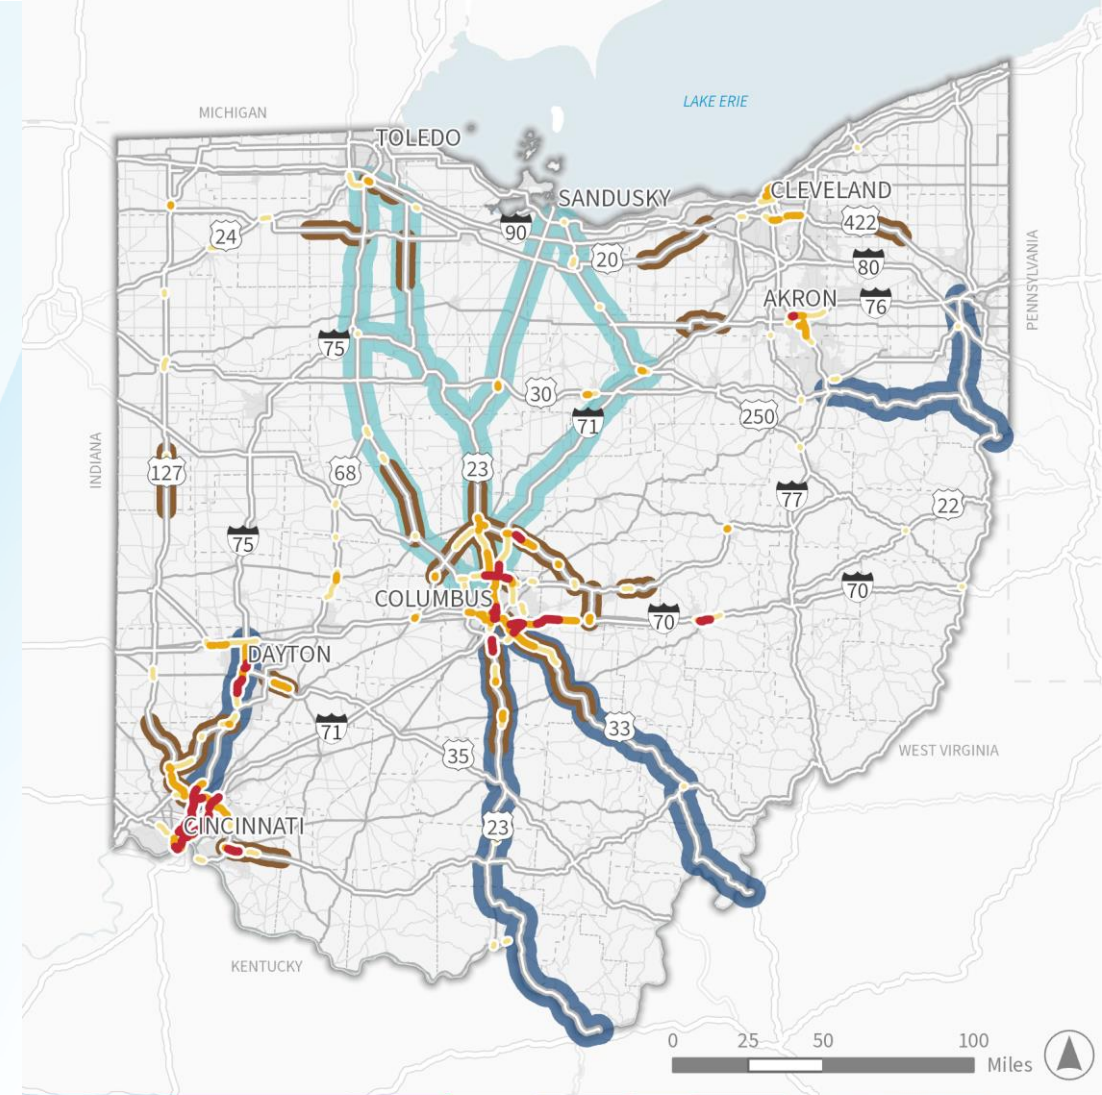 LAKE ERIE
MICHIGAN
TOLEDO
SANDUSKY
CLEVELAND
24
90
422
20
80
PENNSYLVANIA
AKRON
76
75
30
250
71
INDIANA
127
68
23
77
22
75
COLUMBUS
70
70
DAYTON
71
35
33
WEST VIRGINIA
23
CINCINNATI
KENTUCKY
0 25 50 100
Miles